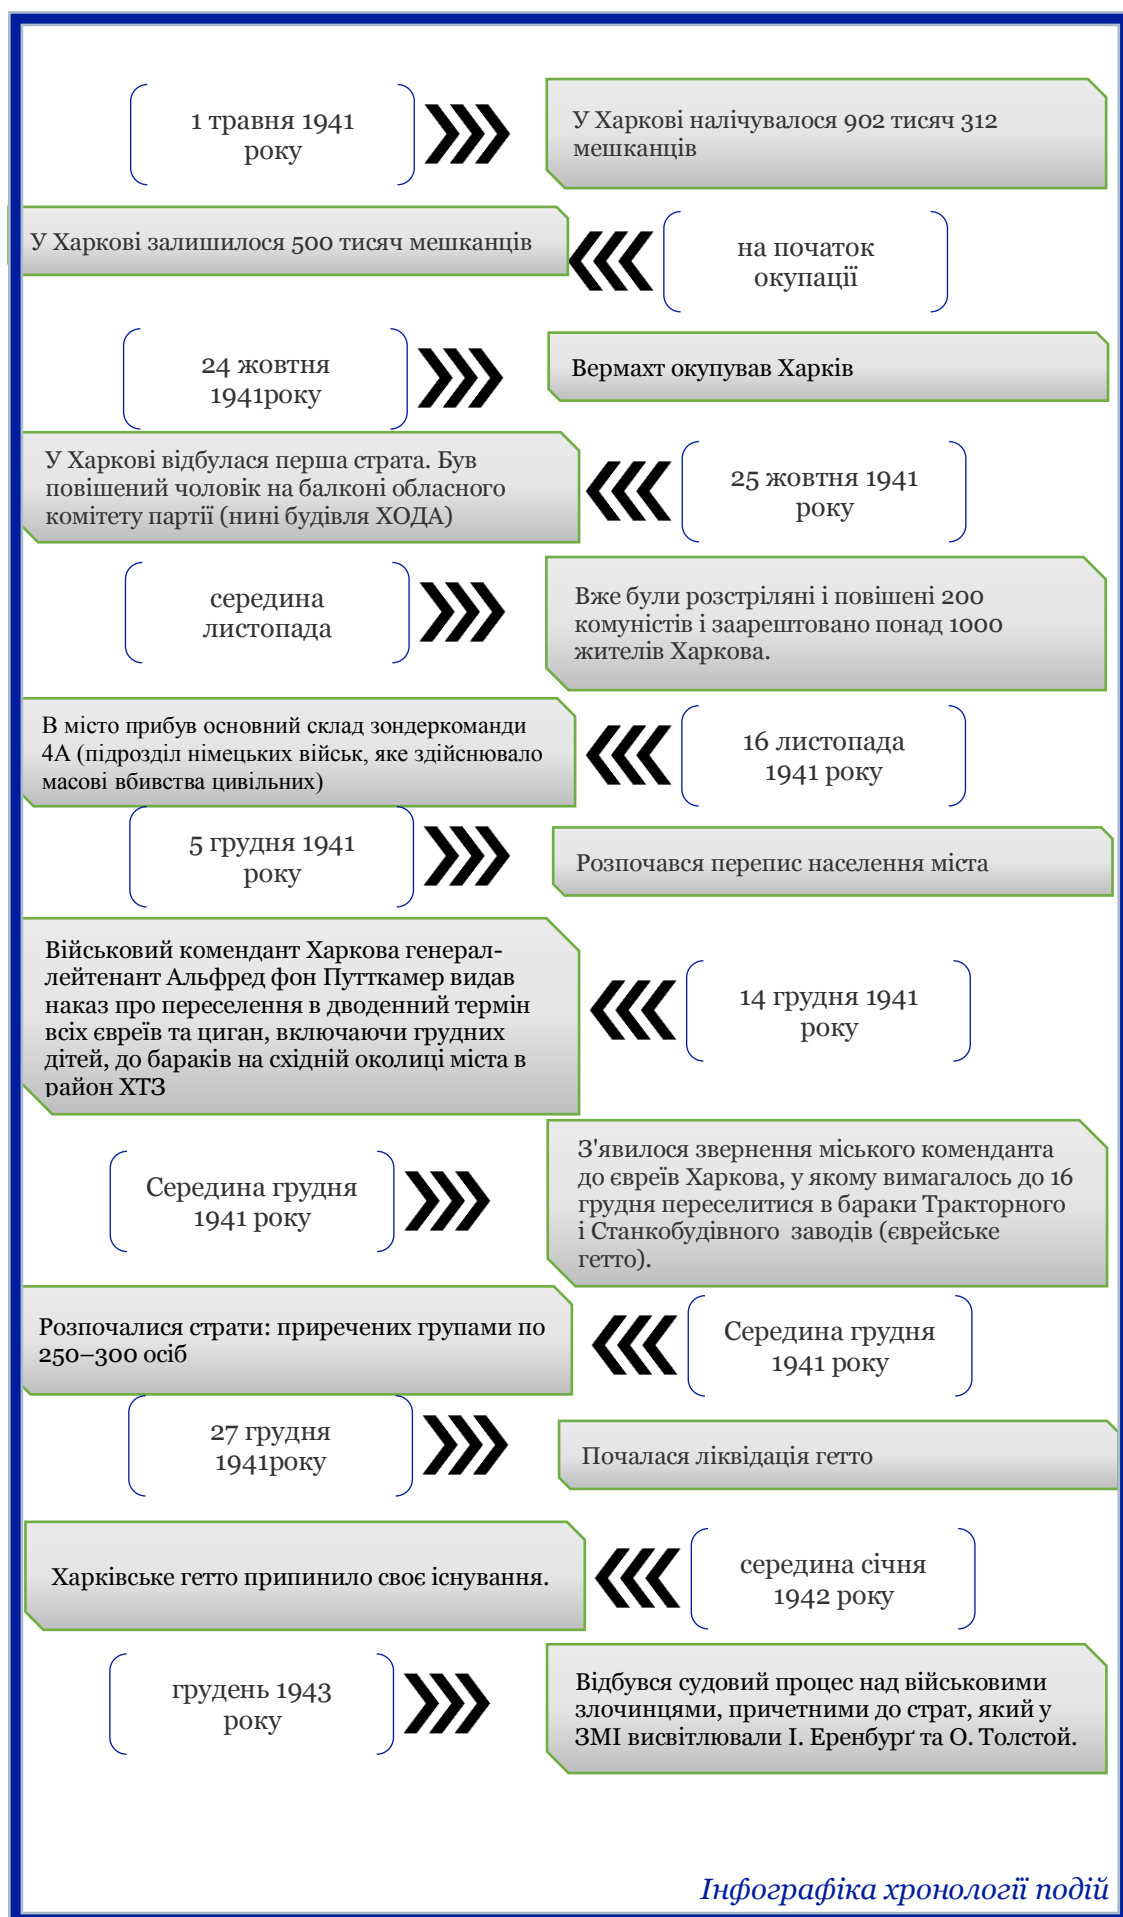 1 травня 1941
року
У Харкові налічувалося 902 тисяч 312
мешканців
У Харкові залишилося 500 тисяч мешканців
на початок
окупації
24 жовтня
1941року
Вермахт окупував Харків
У Харкові відбулася перша страта. Був
повішений чоловік на балконі обласного
комітету партії (нині будівля ХОДА)
25 жовтня 1941
року
середина
листопада
Вже були розстріляні і повішені 200
комуністів і заарештовано понад 1000
жителів Харкова.
В місто прибув основний склад зондеркоманди
4А (підрозділ німецьких військ, яке здійснювало
масові вбивства цивільних)
16 листопада
1941 року
5 грудня 1941
року
Розпочався перепис населення міста
Військовий комендант Харкова генерал-
лейтенант Альфред фон Путткамер видав
наказ про переселення в дводенний термін
всіх євреїв та циган, включаючи грудних
дітей, до бараків на східній околиці міста в
район ХТЗ
14 грудня 1941
року
Середина грудня
1941 року
З'явилося звернення міського коменданта
до євреїв Харкова, у якому вимагалось до 16
грудня переселитися в бараки Тракторного
і Станкобудівного заводів (єврейське
гетто).
Розпочалися страти: приречених групами по
250–300 осіб
Середина грудня
1941 року
27 грудня
1941року
Почалася ліквідація гетто
Харківське гетто припинило своє існування.
середина січня
1942 року
грудень 1943
року
Відбувся судовий процес над військовими
злочинцями, причетними до страт, який у
ЗМІ висвітлювали І. Еренбурґ та О. Толстой.
Інфографіка хронології подій